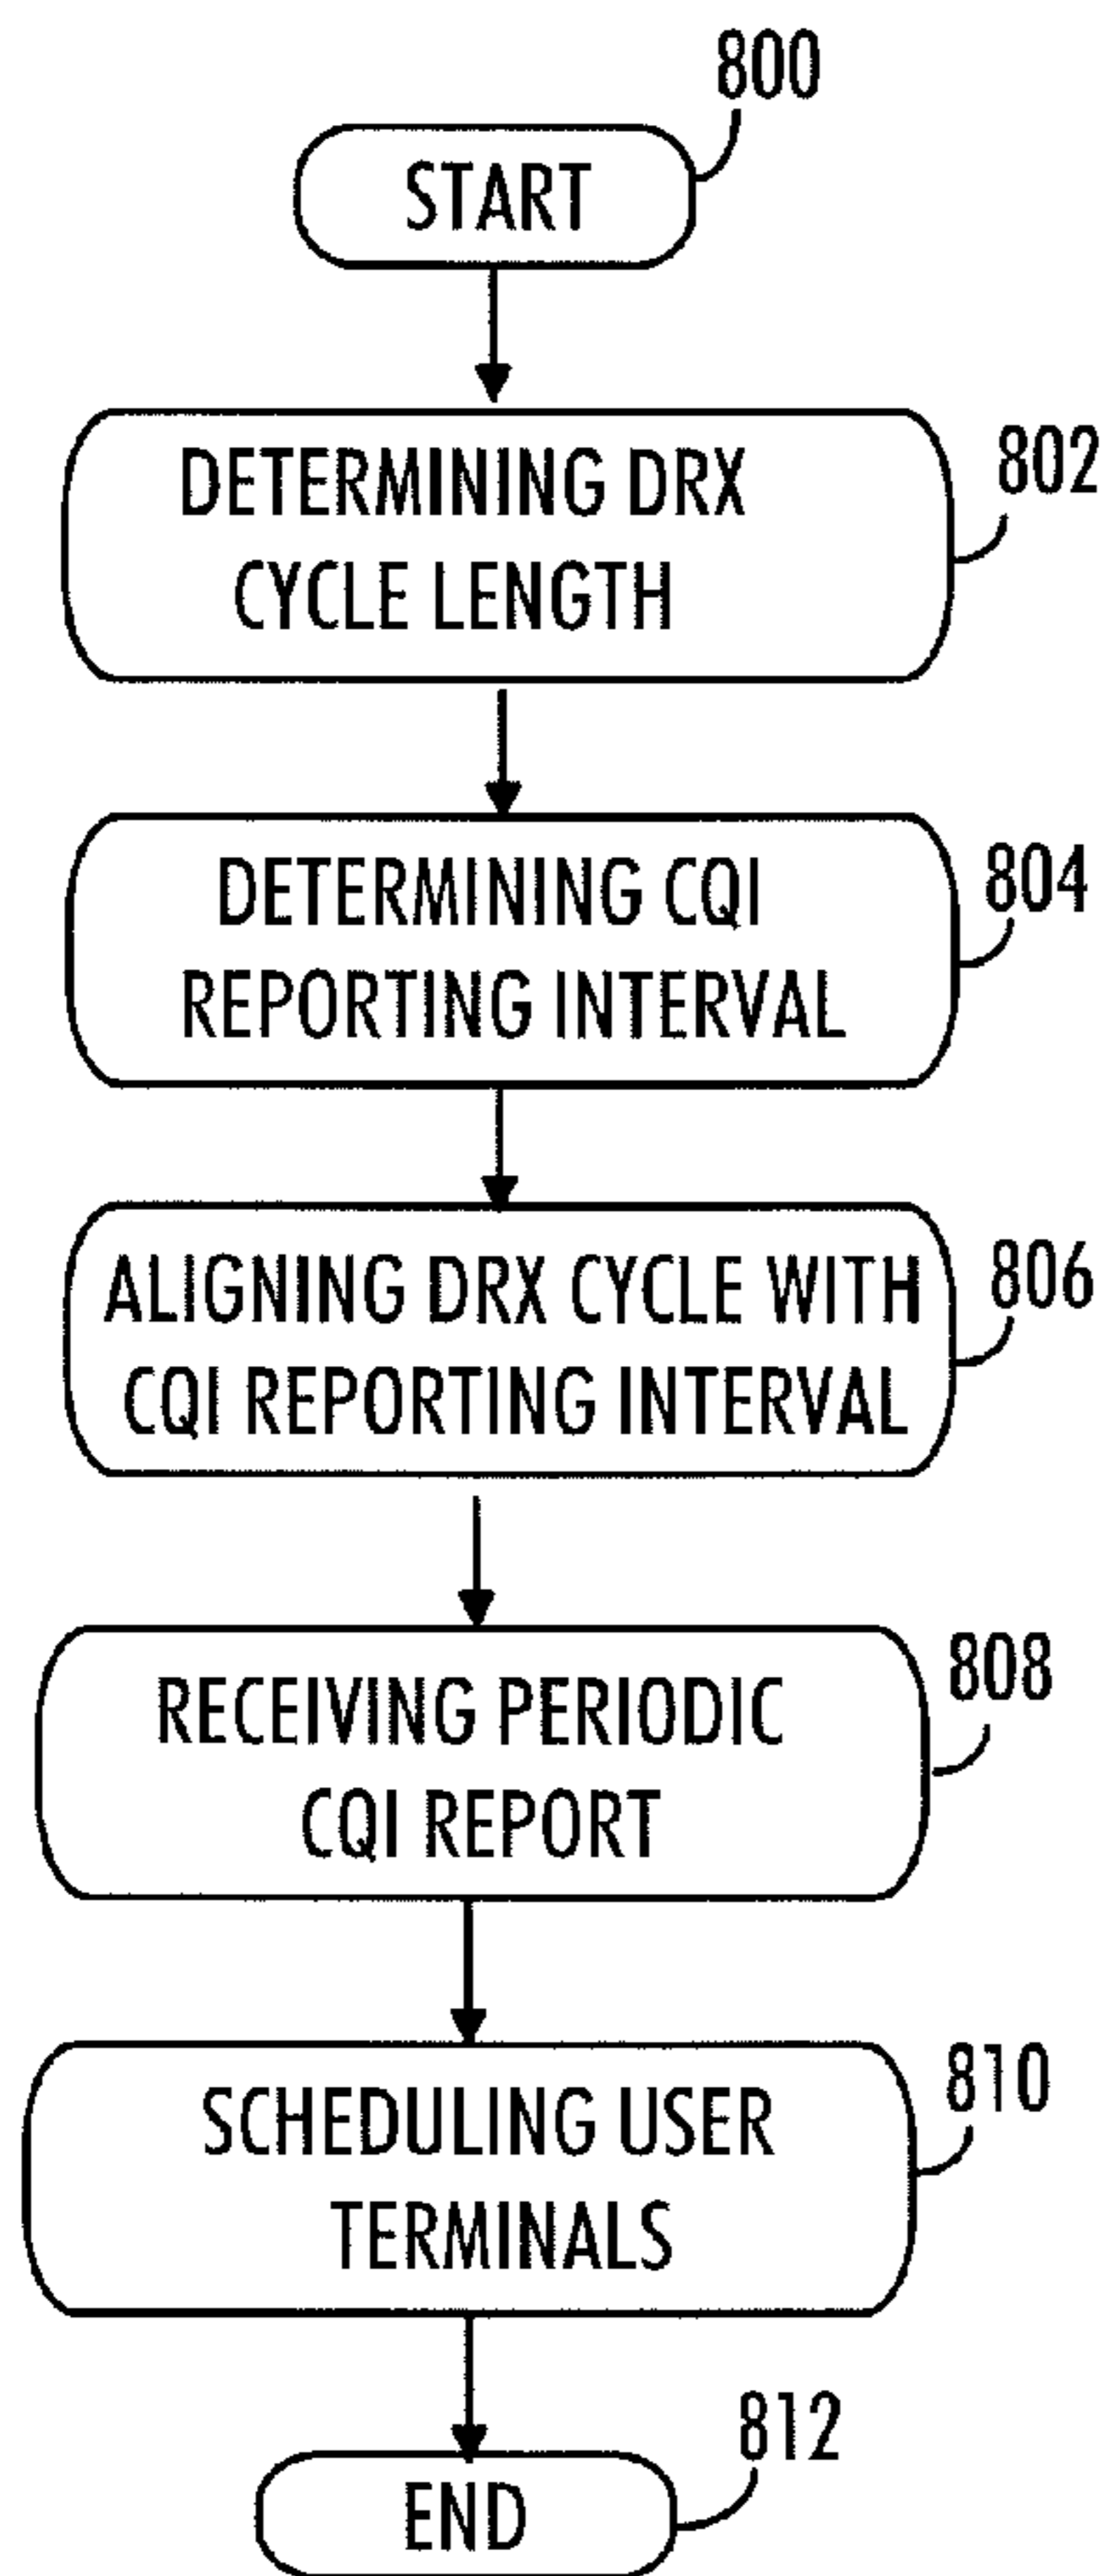 800
START
DETERMINING DRX
CYCLE LENGTH
802
DETERMINING CQI
REPORTING INTERVAL
804
ALIGNING DRX CYCLE WITH
CQI REPORTING INTERVAL
806
RECEIVING PERIODIC
CQI REPORT
808
SCHEDULING USER
TERMINALS
810
END
812